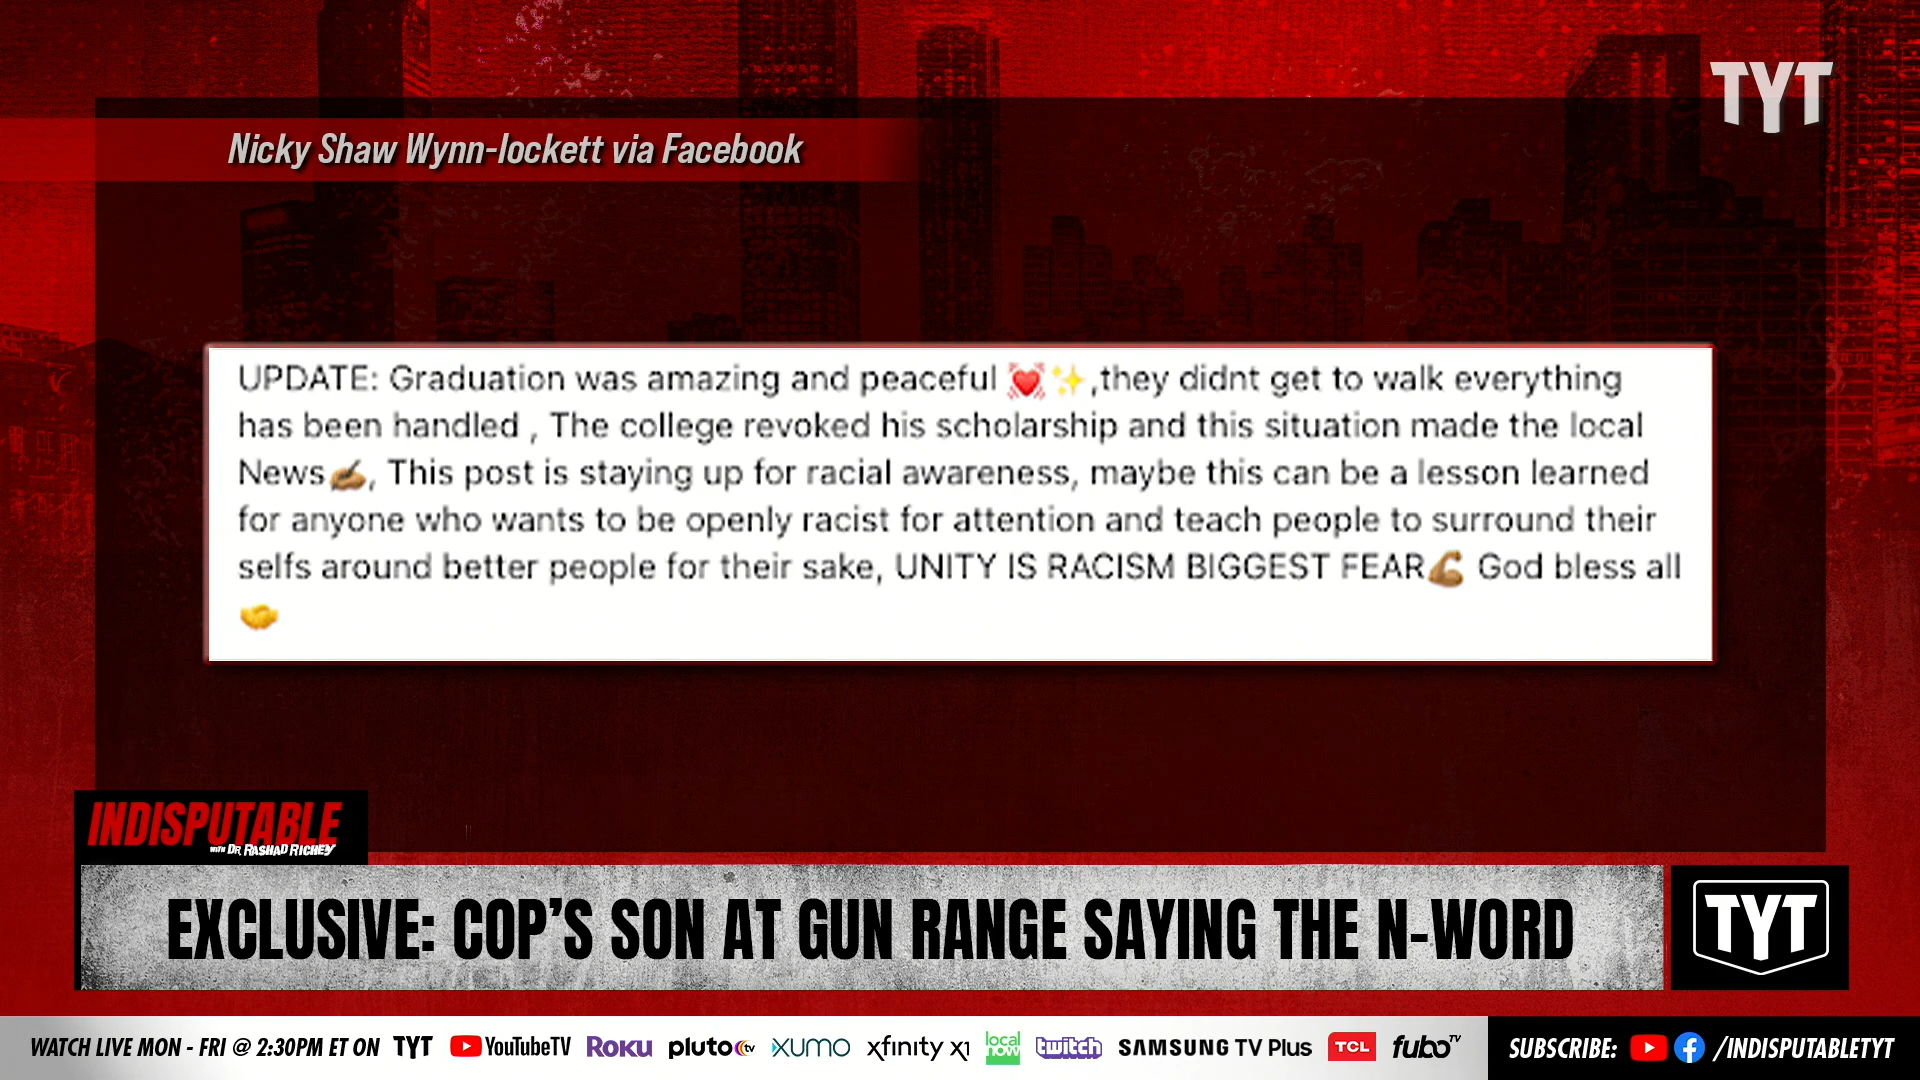 TYT
Nicky Shaw Wynn-lockett via Facebook
UPDATE: Graduation was amazing and peaceful 💓✨,they didnt get to walk everything
has been handled , The college revoked his scholarship and this situation made the local
News✍🏽, This post is staying up for racial awareness, maybe this can be a lesson learned
for anyone who wants to be openly racist for attention and teach people to surround their
selfs around better people for their sake, UNITY IS RACISM BIGGEST FEAR💪🏽 God bless all
🤝
INDISPUTABLE
WITH DR RASHAD RICHEY
EXCLUSIVE: COP'S SON AT GUN RANGE SAYING THE N-WORD
TYT
WATCH LIVE MON - FRI @ 2:30PM ET ON TYT YouTubeTV ROKU pluto tv XUMO xfinity x1 local now twitch SAMSUNG TV Plus TCL fubo TV
SUBSCRIBE: /INDISPUTABLETYT